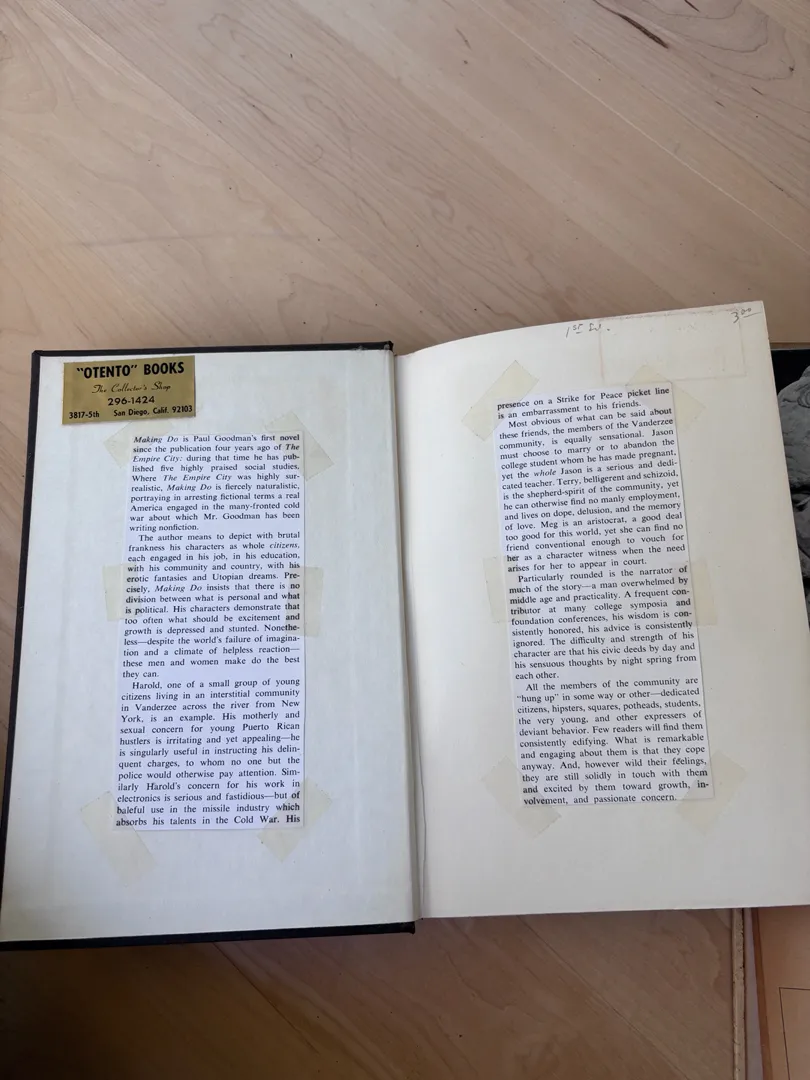 "OTENTO" BOOKS
The Collector's Shop
296-1424
3817-5th San Diego, Calif. 92103
Making Do is Paul Goodman's first novel
since the publication four years ago of The
Empire City: during that time he has pub-
lished five highly praised social studies.
Where The Empire City was highly sur-
realistic, Making Do is fiercely naturalistic,
portraying in arresting fictional terms a real
America engaged in the many-fronted cold
war about which Mr. Goodman has been
writing nonfiction.
The author means to depict with brutal
frankness his characters as whole citizens,
each engaged in his job, in his education,
with his community and country, with his
erotic fantasies and Utopian dreams. Pre-
cisely, Making Do insists that there is no
division between what is personal and what
is political. His characters demonstrate that
too often what should be excitement and
growth is depressed and stunted. Nonethe-
less—despite the world's failure of imagina-
tion and a climate of helpless reaction—
these men and women make do the best
they can.
Harold, one of a small group of young
citizens living in an interstitial community
in Vanderzee across the river from New
York, is an example. His motherly and
sexual concern for young Puerto Rican
hustlers is irritating and yet appealing—he
is singularly useful in instructing his delin-
quent charges, to whom no one but the
police would otherwise pay attention. Sim-
ilarly Harold's concern for his work in
electronics is serious and fastidious—but of
baleful use in the missile industry which
absorbs his talents in the Cold War. His
1st Ed.
3.00
presence on a Strike for Peace picket line
is an embarrassment to his friends.
Most obvious of what can be said about
these friends, the members of the Vanderzee
community, is equally sensational. Jason
must choose to marry or to abandon the
college student whom he has made pregnant,
yet the whole Jason is a serious and dedi-
cated teacher. Terry, belligerent and schizoid,
is the shepherd-spirit of the community, yet
he can otherwise find no manly employment,
and lives on dope, delusion, and the memory
of love. Meg is an aristocrat, a good deal
too good for this world, yet she can find no
friend conventional enough to vouch for
her as a character witness when the need
arises for her to appear in court.
Particularly rounded is the narrator of
much of the story—a man overwhelmed by
middle age and practicality. A frequent con-
tributor at many college symposia and
foundation conferences, his wisdom is con-
sistently honored, his advice is consistently
ignored. The difficulty and strength of his
character are that his civic deeds by day and
his sensuous thoughts by night spring from
each other.
All the members of the community are
"hung up" in some way or other—dedicated
citizens, hipsters, squares, potheads, students,
the very young, and other expressers of
deviant behavior. Few readers will find them
consistently edifying. What is remarkable
and engaging about them is that they cope
anyway. And, however wild their feelings,
they are still solidly in touch with them
and excited by them toward growth, in-
volvement, and passionate concern.